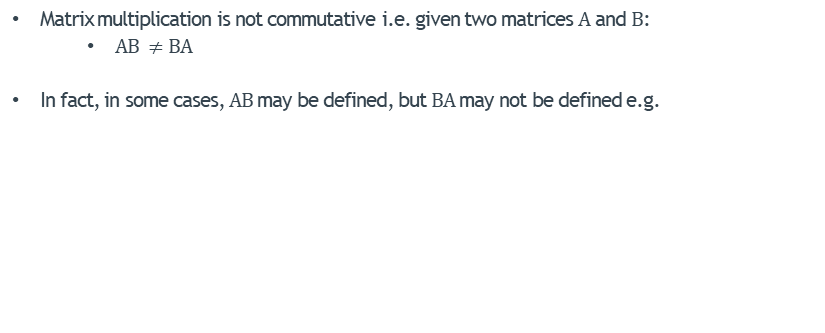 • Matrix multiplication is not commutative i.e. given two matrices A and B:
• AB ≠ BA
• In fact, in some cases, AB may be defined, but BA may not be defined e.g.